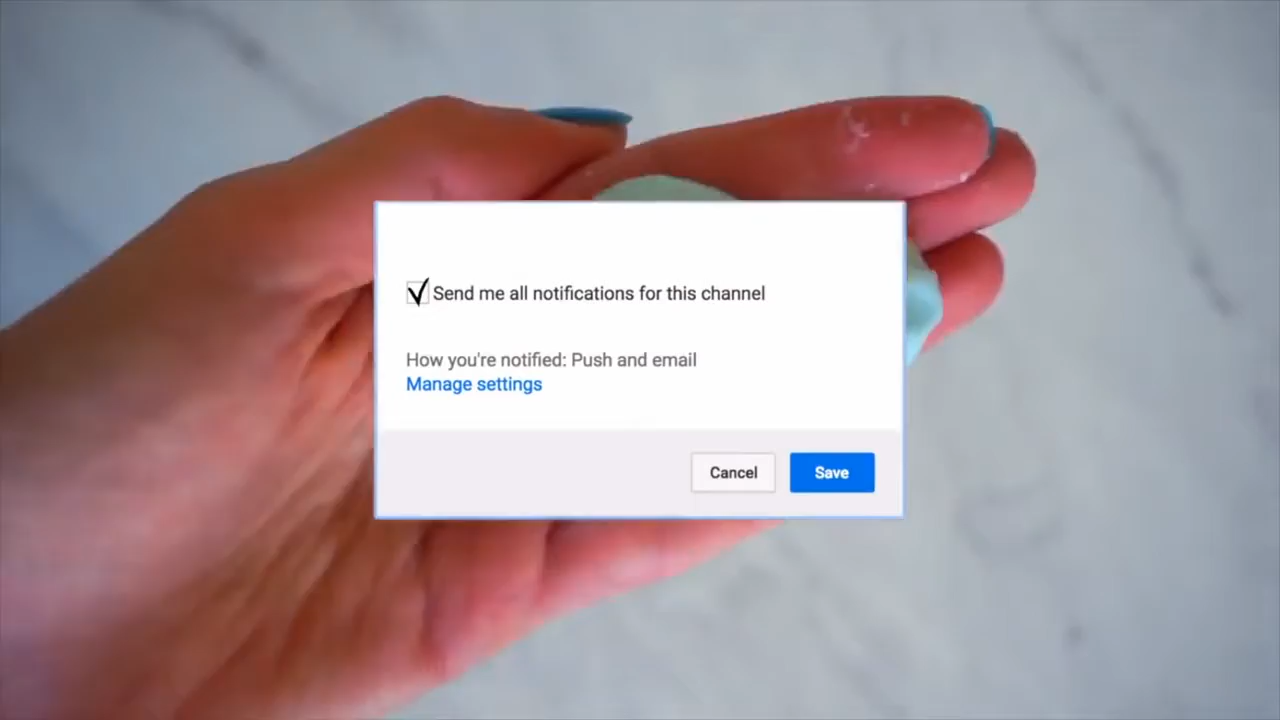 Send me all notifications for this channel
How you're notified: Push and email
Manage settings
Cancel
Save